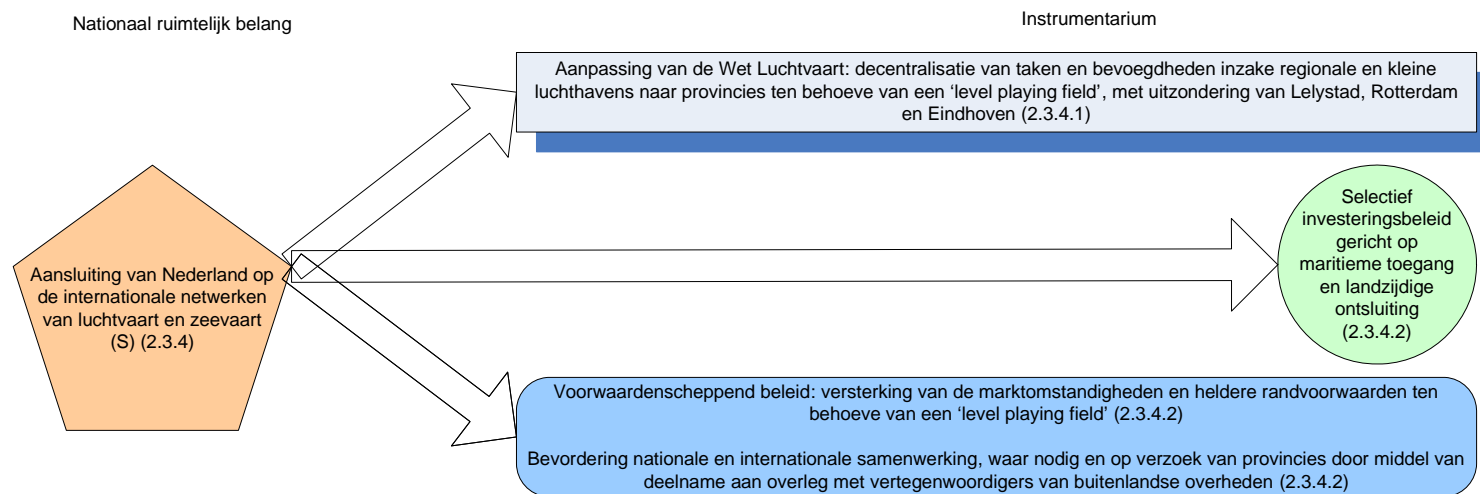 Nationaal ruimtelijk belang
Instrumentarium
Aanpassing van de Wet Luchtvaart: decentralisatie van taken en bevoegdheden inzake regionale en kleine
luchthavens naar provincies ten behoeve van een ‘level playing field’, met uitzondering van Lelystad, Rotterdam
en Eindhoven (2.3.4.1)
Aansluiting van Nederland op
de internationale netwerken
van luchtvaart en zeevaart
(S) (2.3.4)
Selectief
investeringsbeleid
gericht op
maritieme toegang
en landzijdige
ontsluiting
(2.3.4.2)
Voorwaardenscheppend beleid: versterking van de marktomstandigheden en heldere randvoorwaarden ten
behoeve van een ‘level playing field’ (2.3.4.2)
Bevordering nationale en internationale samenwerking, waar nodig en op verzoek van provincies door middel van
deelname aan overleg met vertegenwoordigers van buitenlandse overheden (2.3.4.2)